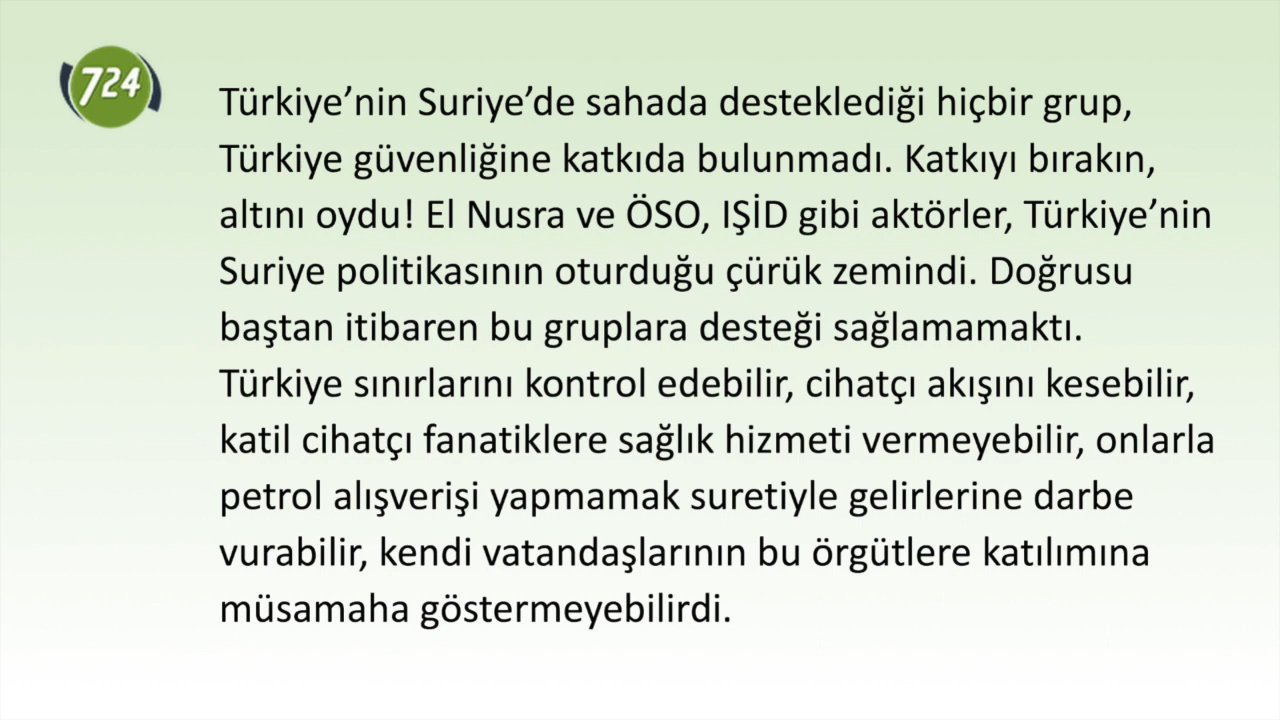 724
Türkiye’nin Suriye’de sahada desteklediği hiçbir grup,
Türkiye güvenliğine katkıda bulunmadı. Katkıyı bırakın,
altını oydu! El Nusra ve ÖSO, IŞİD gibi aktörler, Türkiye’nin
Suriye politikasının oturduğu çürük zemindi. Doğrusu
baştan itibaren bu gruplara desteği sağlamamaktı.
Türkiye sınırlarını kontrol edebilir, cihatçı akışını kesebilir,
katil cihatçı fanatiklere sağlık hizmeti vermeyebilir, onlarla
petrol alışverişi yapmamak suretiyle gelirlerine darbe
vurabilir, kendi vatandaşlarının bu örgütlere katılımına
müsamaha göstermeyebilirdi.